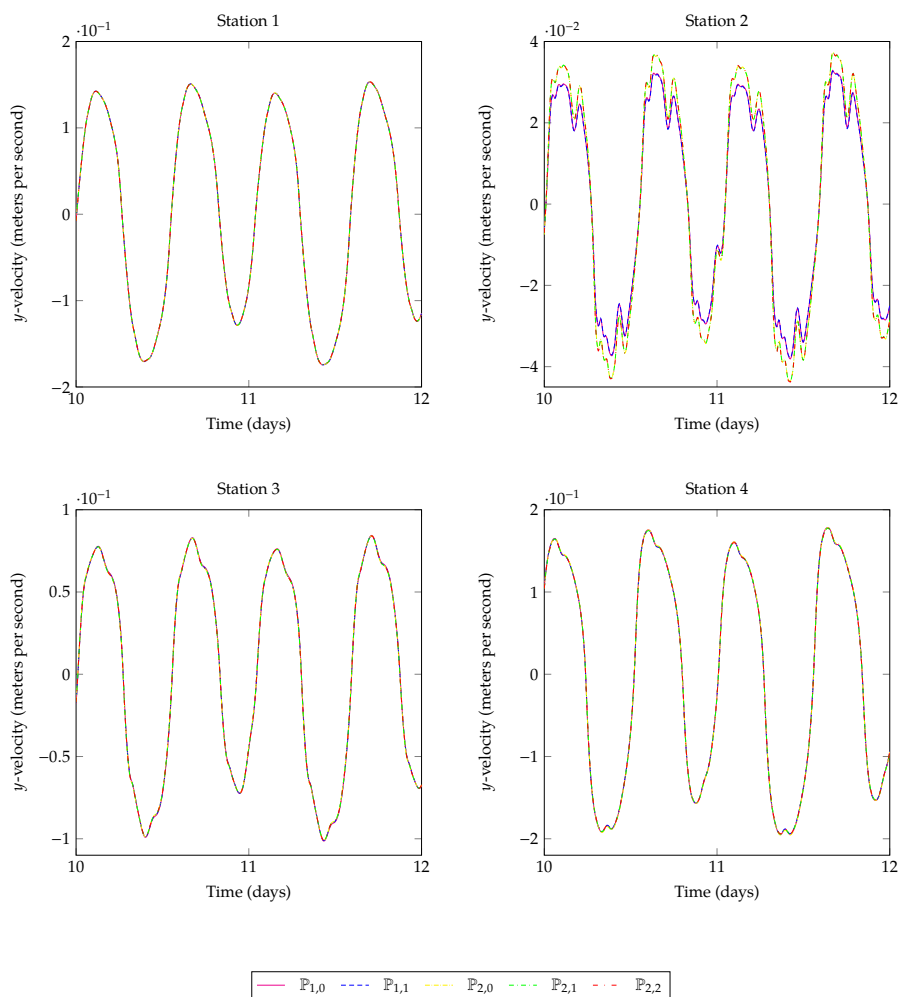 Station 1
·10⁻¹
2
1
0
−1
−2
10
11
12
Time (days)
y-velocity (meters per second)
Station 2
·10⁻²
4
2
0
−2
−4
10
11
12
Time (days)
y-velocity (meters per second)
Station 3
·10⁻¹
1
0.5
0
−0.5
−1
10
11
12
Time (days)
y-velocity (meters per second)
Station 4
·10⁻¹
2
1
0
−1
−2
10
11
12
Time (days)
y-velocity (meters per second)
ℙ1,0 ℙ1,1 ℙ2,0 ℙ2,1 ℙ2,2